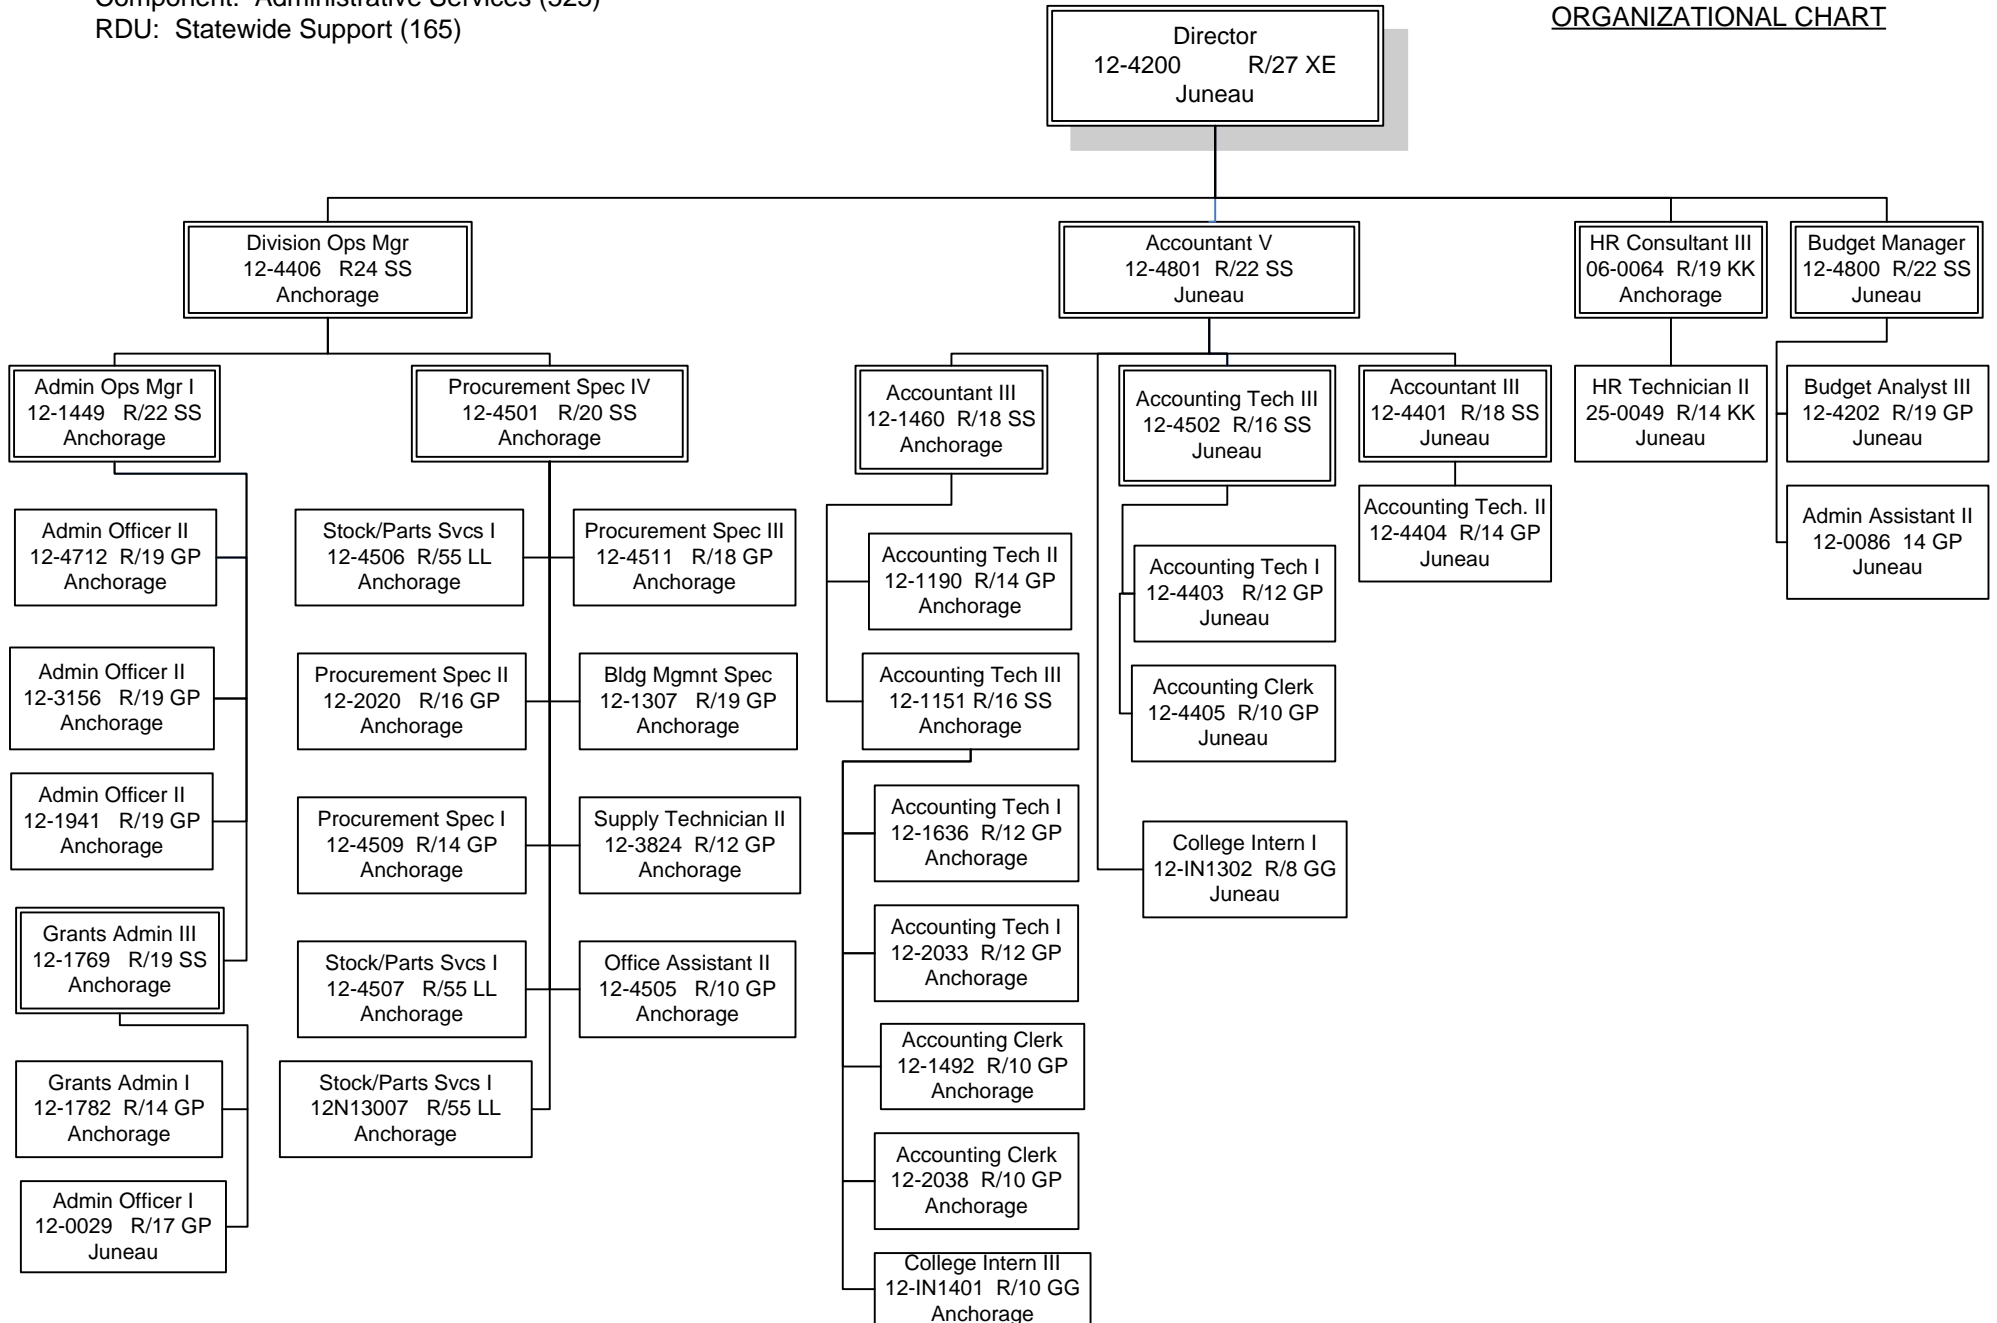 Component: Administrative Services
RDU: Statewide Support (165)
ORGANIZATIONAL CHART
Director
12-4200 R/27 XE
Juneau
Division Ops Mgr
12-4406 R24 SS
Anchorage
Accountant V
12-4801 R/22 SS
Juneau
HR Consultant III
06-0064 R/19 KK
Anchorage
Budget Manager
12-4800 R/22 SS
Juneau
Admin Ops Mgr I
12-1449 R/22 SS
Anchorage
Procurement Spec IV
12-4501 R/20 SS
Anchorage
Accountant III
12-1460 R/18 SS
Anchorage
Accounting Tech III
12-4502 R/16 SS
Juneau
Accountant III
12-4401 R/18 SS
Juneau
HR Technician II
25-0049 R/14 KK
Juneau
Budget Analyst III
12-4202 R/19 GP
Juneau
Admin Officer II
12-4712 R/19 GP
Anchorage
Stock/Parts Svcs I
12-4506 R/55 LL
Anchorage
Procurement Spec III
12-4511 R/18 GP
Anchorage
Accounting Tech II
12-1190 R/14 GP
Anchorage
Accounting Tech I
12-4403 R/12 GP
Juneau
Accounting Tech. II
12-4404 R/14 GP
Juneau
Admin Assistant II
12-0086 14 GP
Juneau
Admin Officer II
12-3156 R/19 GP
Anchorage
Procurement Spec II
12-2020 R/16 GP
Anchorage
Bldg Mgmnt Spec
12-1307 R/19 GP
Anchorage
Accounting Tech III
12-1151 R/16 SS
Anchorage
Accounting Clerk
12-4405 R/10 GP
Juneau
Admin Officer II
12-1941 R/19 GP
Anchorage
Procurement Spec I
12-4509 R/14 GP
Anchorage
Supply Technician II
12-3824 R/12 GP
Anchorage
Accounting Tech I
12-1636 R/12 GP
Anchorage
College Intern I
12-IN1302 R/8 GG
Juneau
Grants Admin III
12-1769 R/19 SS
Anchorage
Stock/Parts Svcs I
12-4507 R/55 LL
Anchorage
Office Assistant II
12-4505 R/10 GP
Anchorage
Accounting Tech I
12-2033 R/12 GP
Anchorage
Grants Admin I
12-1782 R/14 GP
Anchorage
Stock/Parts Svcs I
12N13007 R/55 LL
Anchorage
Accounting Clerk
12-1492 R/10 GP
Anchorage
Admin Officer I
12-0029 R/17 GP
Juneau
Accounting Clerk
12-2038 R/10 GP
Anchorage
College Intern III
12-IN1401 R/10 GG
Anchorage